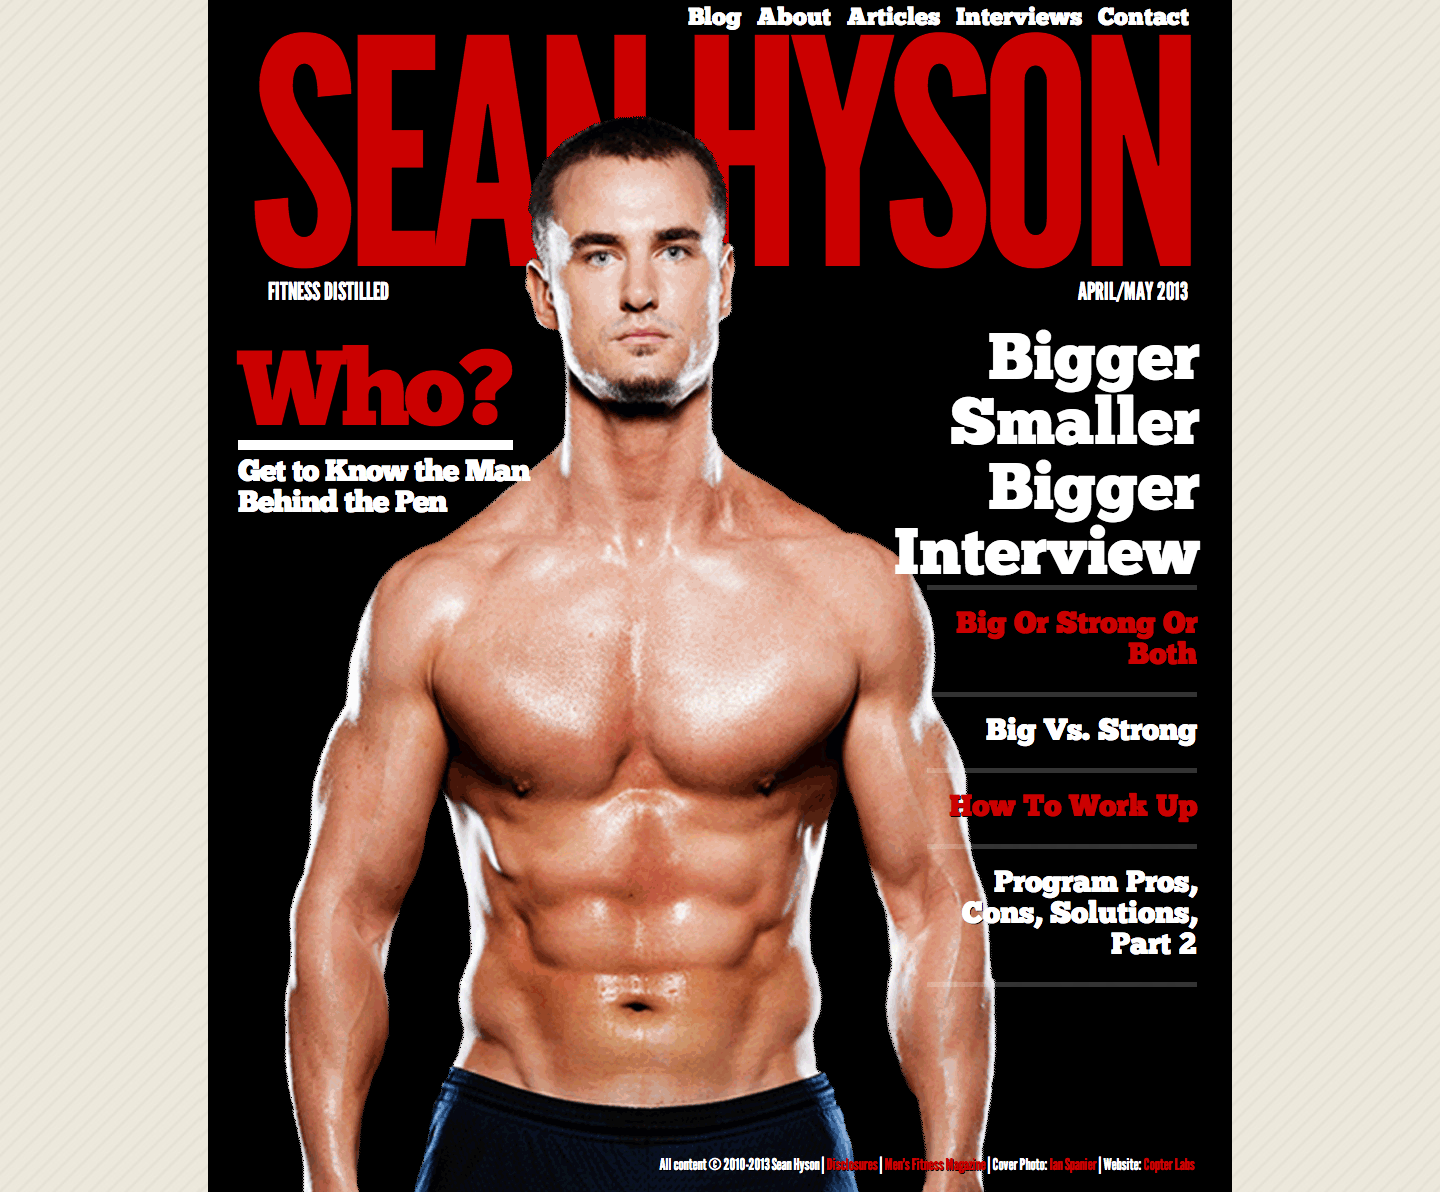 Blog About Articles Interviews Contact
SEAN HYSON
FITNESS DISTILLED
APRIL/MAY 2013
Who?
Get to Know the Man
Behind the Pen
Bigger
Smaller
Bigger
Interview
Big Or Strong Or
Both
Big Vs. Strong
How To Work Up
Program Pros,
Cons, Solutions,
Part 2
All content © 2010-2013 Sean Hyson | Disclosures | Men's Fitness Magazine | Cover Photo: Ian Spanier | Website: Copter Labs